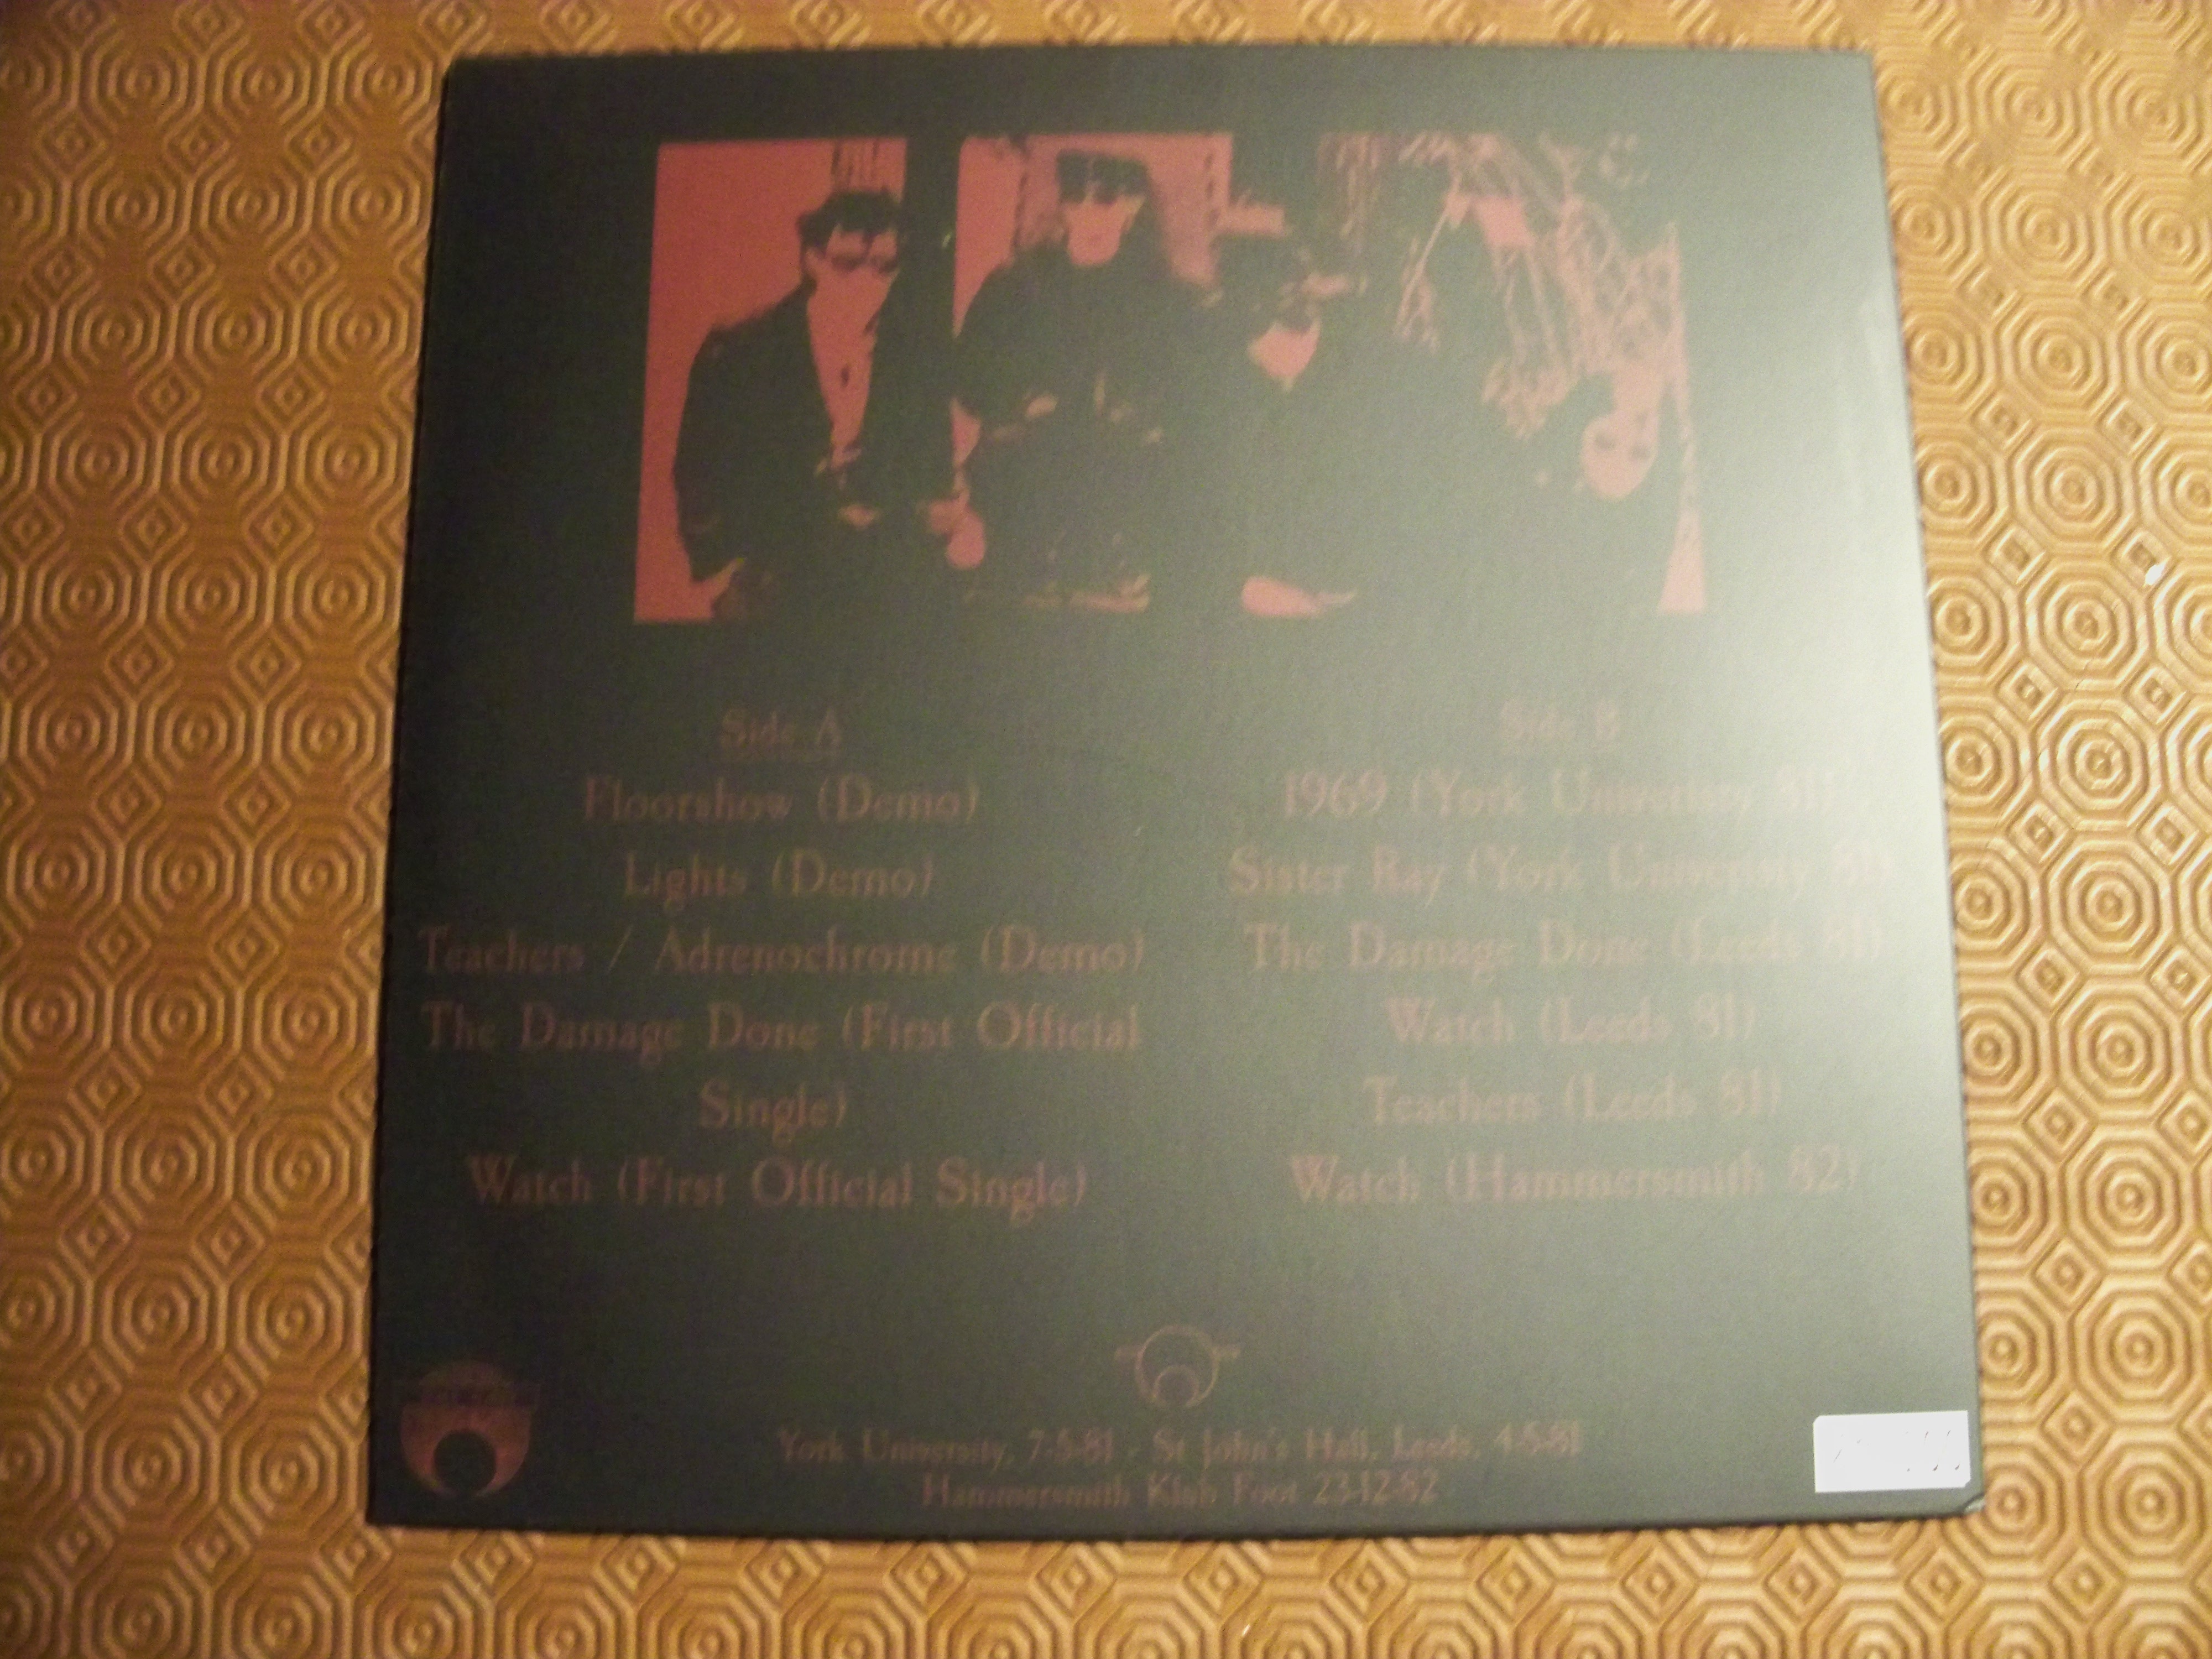 Side A
Floorshow (Demo)
Lights (Demo)
Teachers / Adrenochrome (Demo)
The Damage Done (First Official
Single)
Watch (First Official Single)
Side B
1969 (York University 81)
Sister Ray (York University 81)
The Damage Done (Leeds 81)
Watch (Leeds 81)
Teachers (Leeds 81)
Watch (Hammersmith 82)
York University, 7-5-81 - St John's Hall, Leeds, 4-5-81
Hammersmith Klub Foot 23-12-82